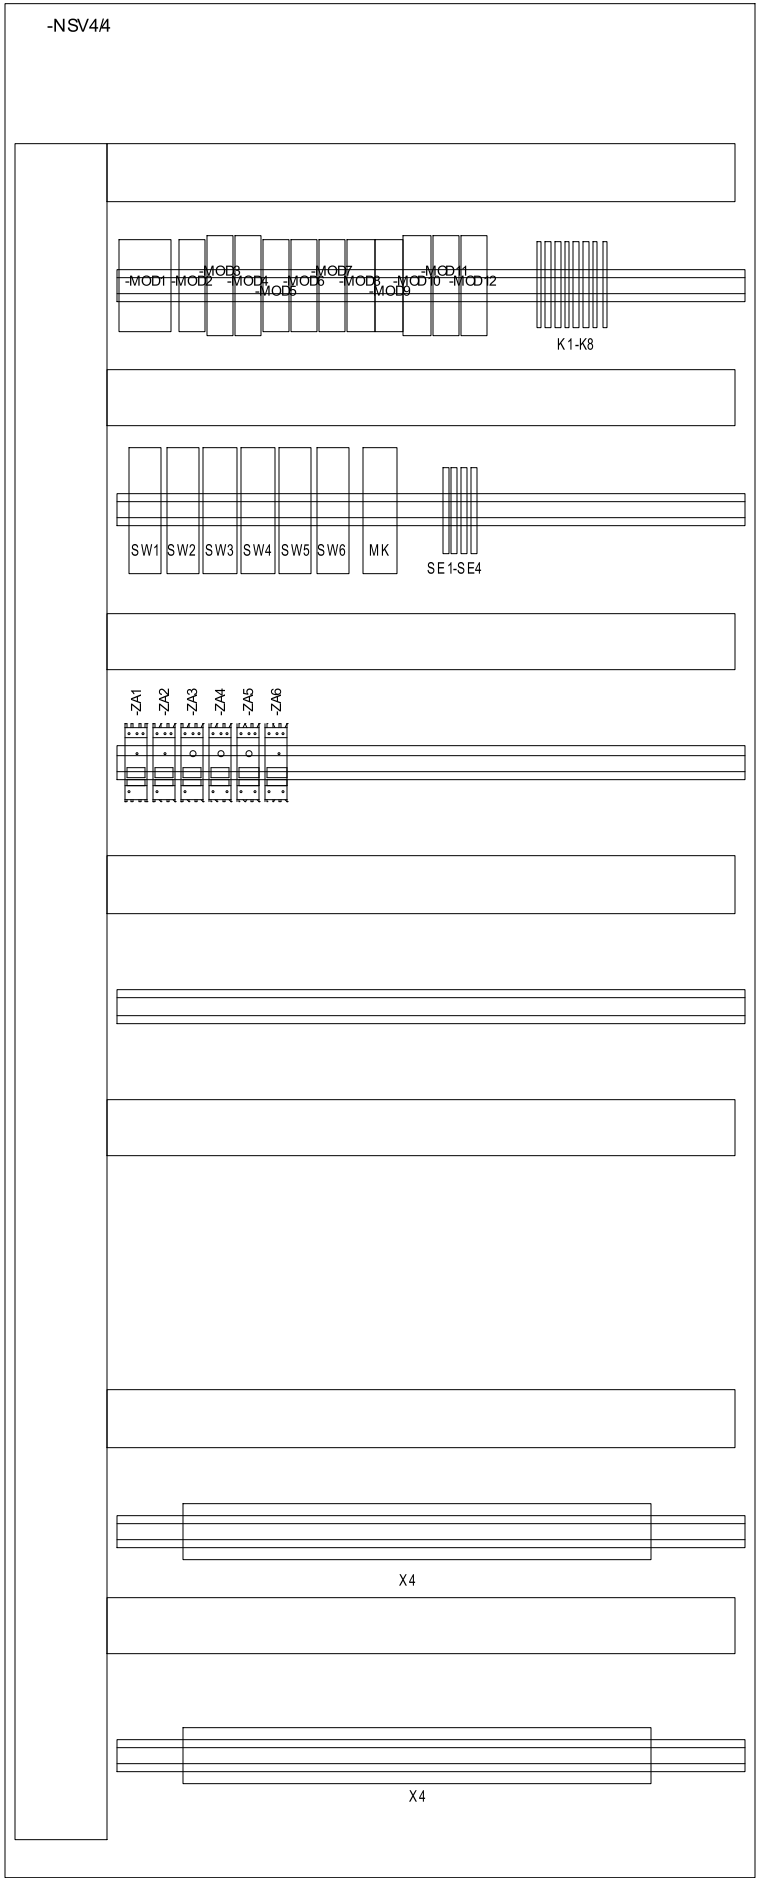 -NSV4/4
-MOD1 -MOD2 -MOD3 -MOD4 -MOD5 -MOD6 -MOD7 -MOD8 -MOD9 -MOD10 -MOD11 -MOD12
K1-K8
SW1 SW2 SW3 SW4 SW5 SW6 MK
SE1-SE4
-ZA1 -ZA2 -ZA3 -ZA4 -ZA5 -ZA6
X4
X4